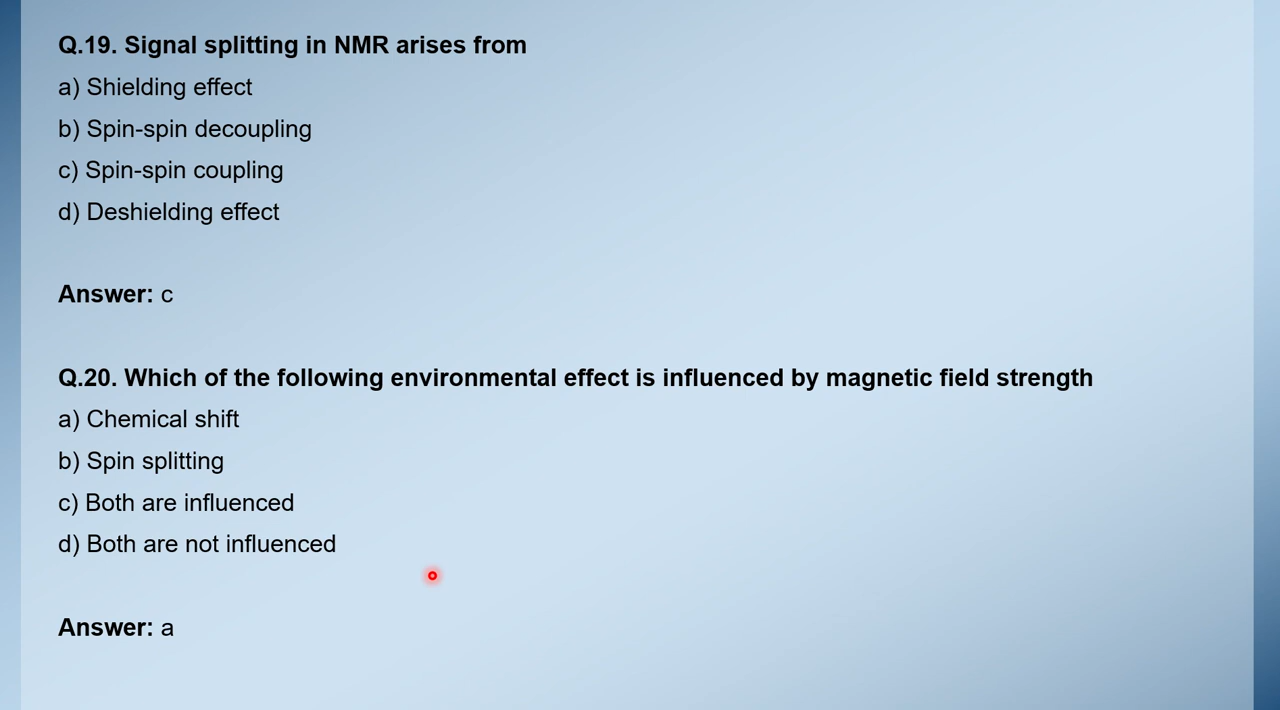 Q.19. Signal splitting in NMR arises from
a) Shielding effect
b) Spin-spin decoupling
c) Spin-spin coupling
d) Deshielding effect
Answer: c
Q.20. Which of the following environmental effect is influenced by magnetic field strength
a) Chemical shift
b) Spin splitting
c) Both are influenced
d) Both are not influenced
Answer: a